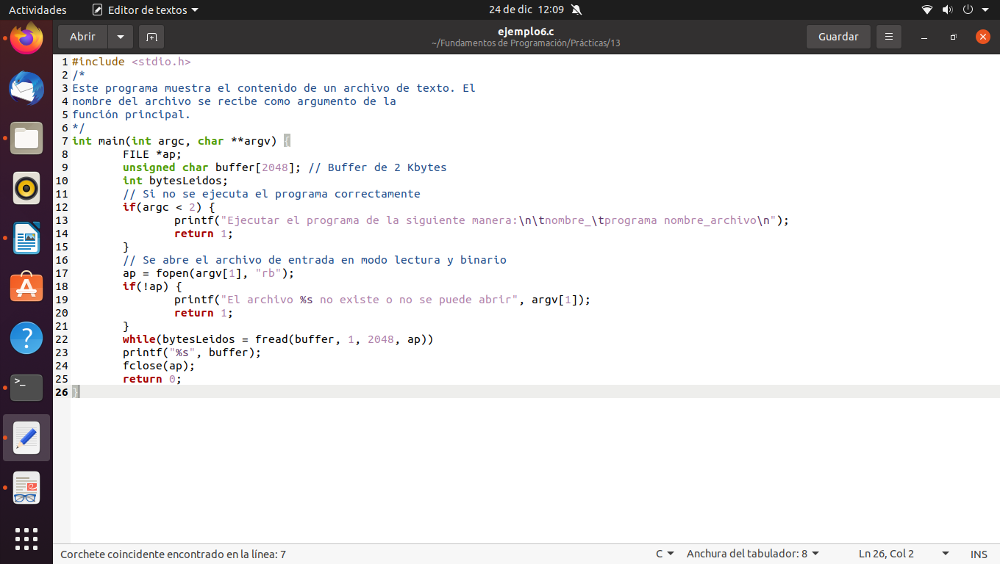 Actividades Editor de textos 24 de dic 12:09
Abrir ejemplo6.c Guardar
~/Fundamentos de Programación/Prácticas/13
1 #include <stdio.h>
2 /*
3 Este programa muestra el contenido de un archivo de texto. El
4 nombre del archivo se recibe como argumento de la
5 función principal.
6 */
7 int main(int argc, char **argv) {
8 FILE *ap;
9 unsigned char buffer[2048]; // Buffer de 2 Kbytes
10 int bytesLeidos;
11 // Si no se ejecuta el programa correctamente
12 if(argc < 2) {
13 printf("Ejecutar el programa de la siguiente manera:\n\tnombre_\tprograma nombre_archivo\n");
14 return 1;
15 }
16 // Se abre el archivo de entrada en modo lectura y binario
17 ap = fopen(argv[1], "rb");
18 if(!ap) {
19 printf("El archivo %s no existe o no se puede abrir", argv[1]);
20 return 1;
21 }
22 while(bytesLeidos = fread(buffer, 1, 2048, ap))
23 printf("%s", buffer);
24 fclose(ap);
25 return 0;
26 }
Corchete coincidente encontrado en la línea: 7 C Anchura del tabulador: 8 Ln 26, Col 2 INS